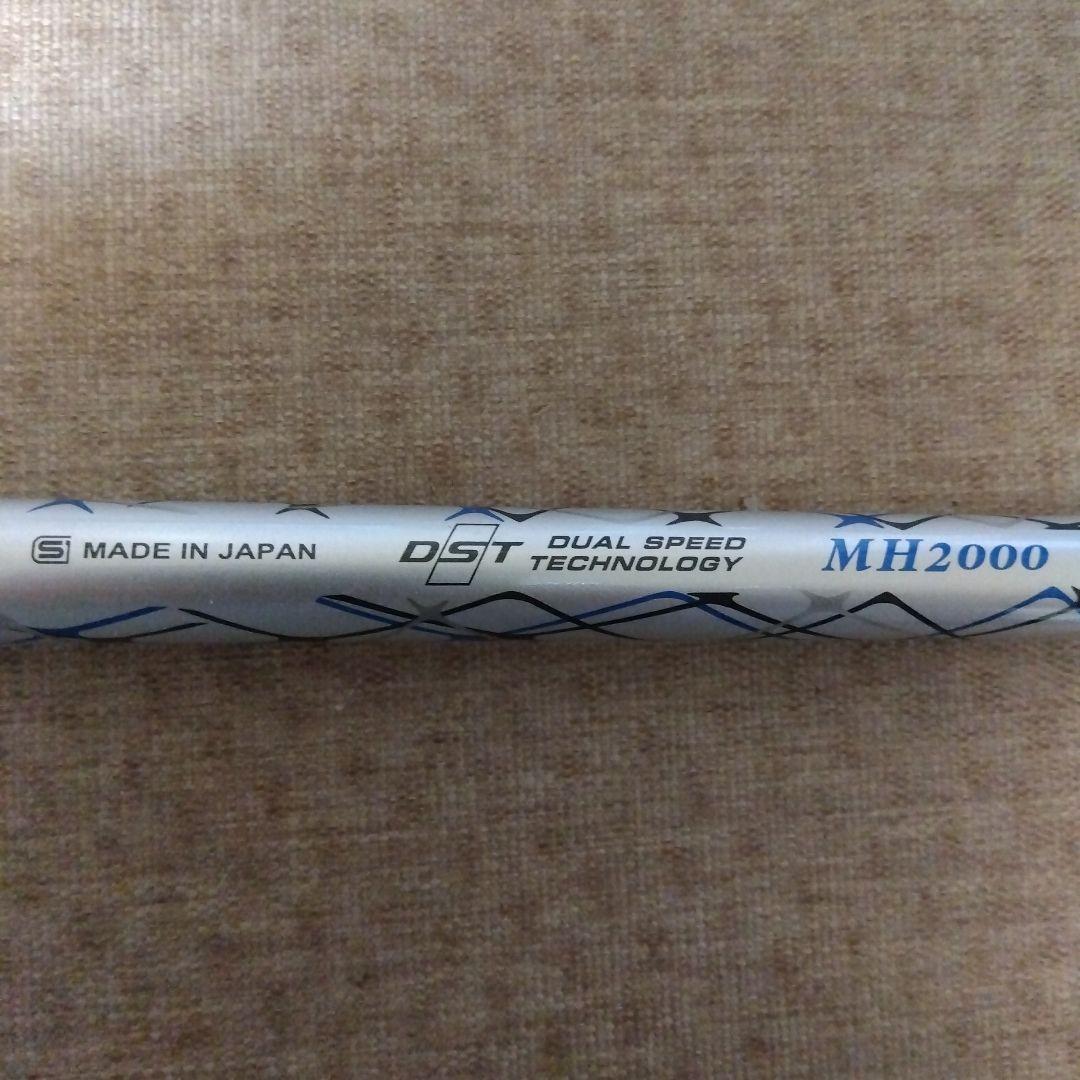 S MADE IN JAPAN
DST DUAL SPEED
TECHNOLOGY
MH2000